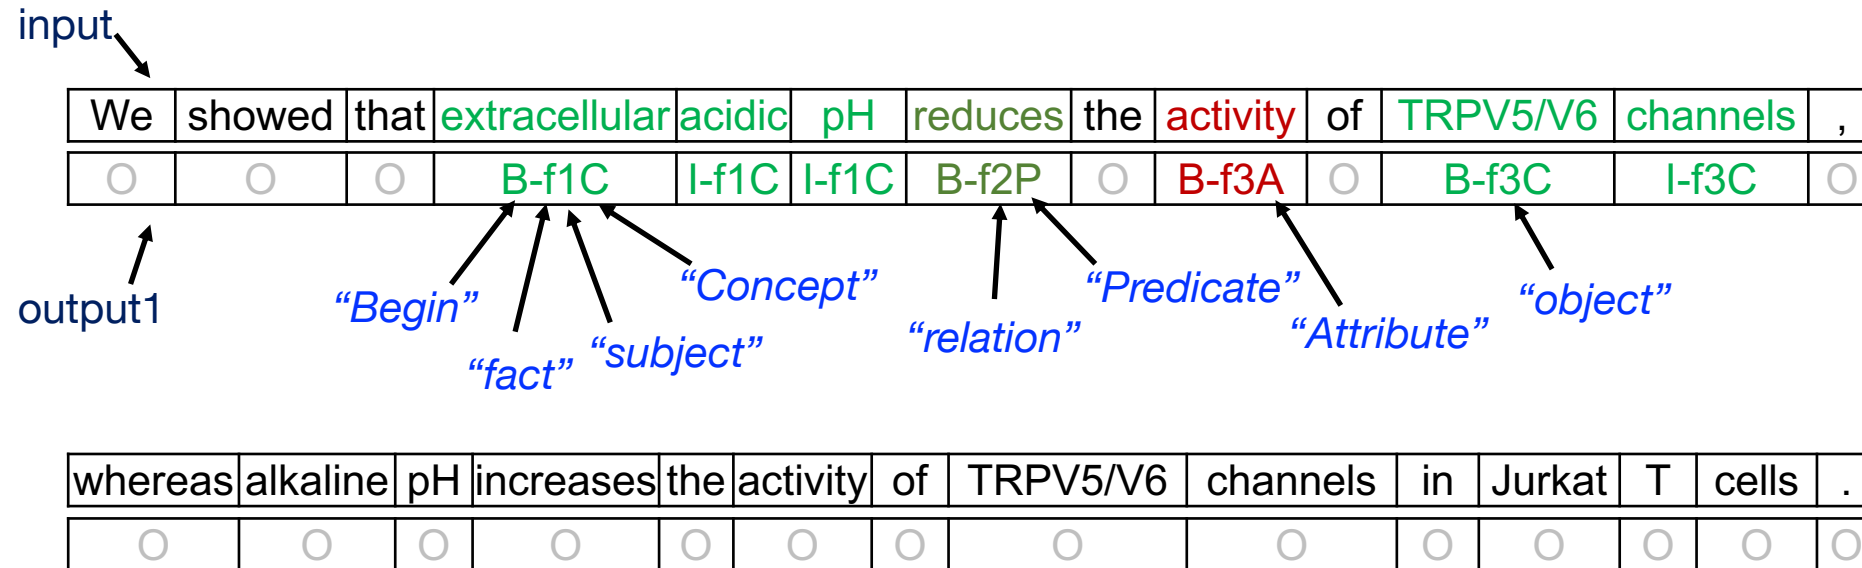 input
We showed that extracellular acidic pH reduces the activity of TRPV5/V6 channels ,
O O O B-f1C I-f1C I-f1C B-f2P O B-f3A O B-f3C I-f3C O
output1 “Begin” “fact” “subject” “Concept” “relation” “Predicate” “Attribute” “object”
whereas alkaline pH increases the activity of TRPV5/V6 channels in Jurkat T cells .
O O O O O O O O O O O O O O